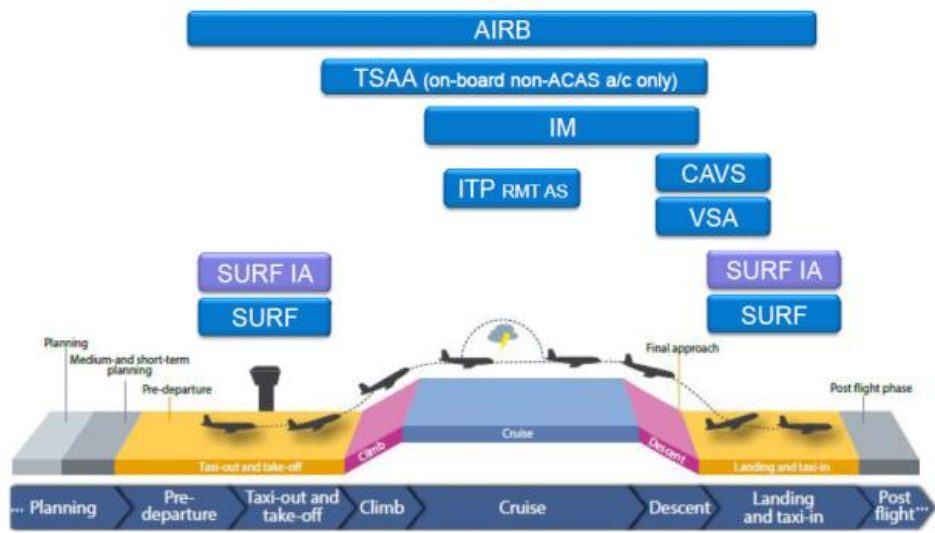 AIRB
TSAA (on-board non-ACAS a/c only)
IM
ITP RMT AS
CAVS
VSA
SURF IA
SURF
SURF IA
SURF
Planning
Medium-and short-term
planning
Pre-departure
Final approach
Post flight phase
Taxi-out and take-off
Climb
Cruise
Descent
Landing and taxi-in
... Planning
Pre-
departure
Taxi-out and
take-off
Climb
Cruise
Descent
Landing
and taxi-in
Post
flight...